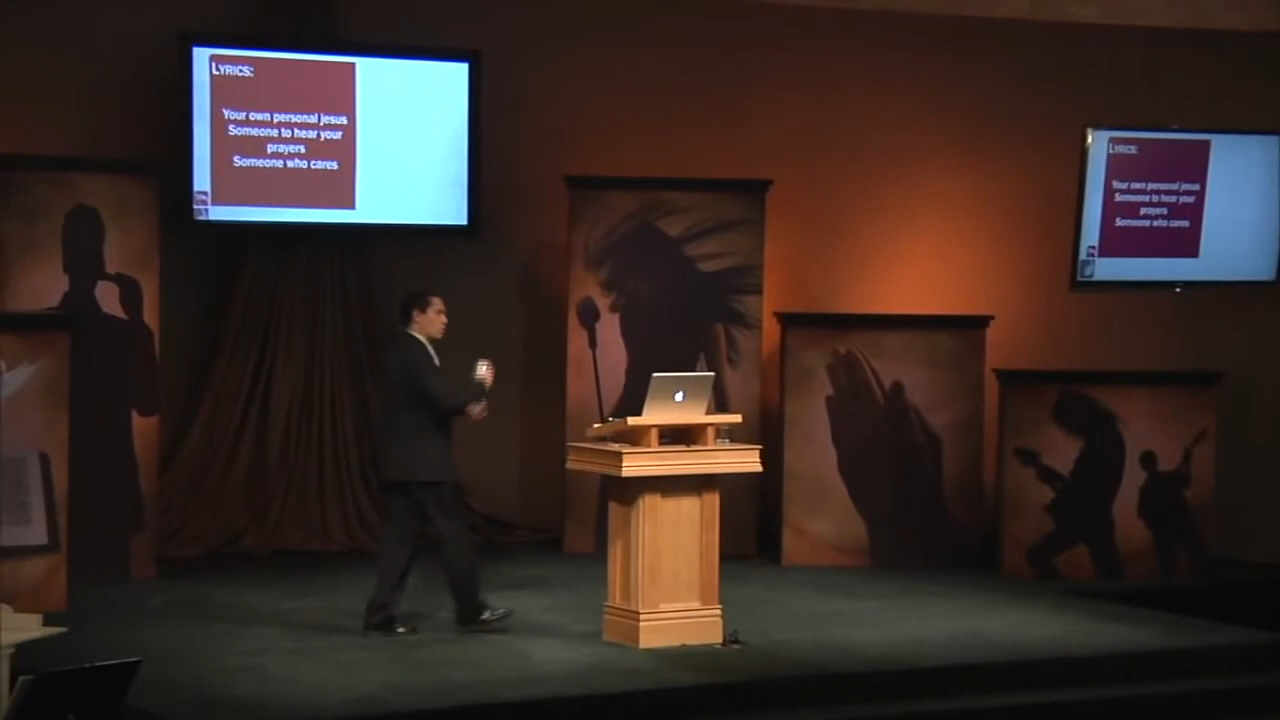 LYRICS:
Your own personal jesus
Someone to hear your
prayers
Someone who cares
LYRICS:
Your own personal jesus
Someone to hear your
prayers
Someone who cares